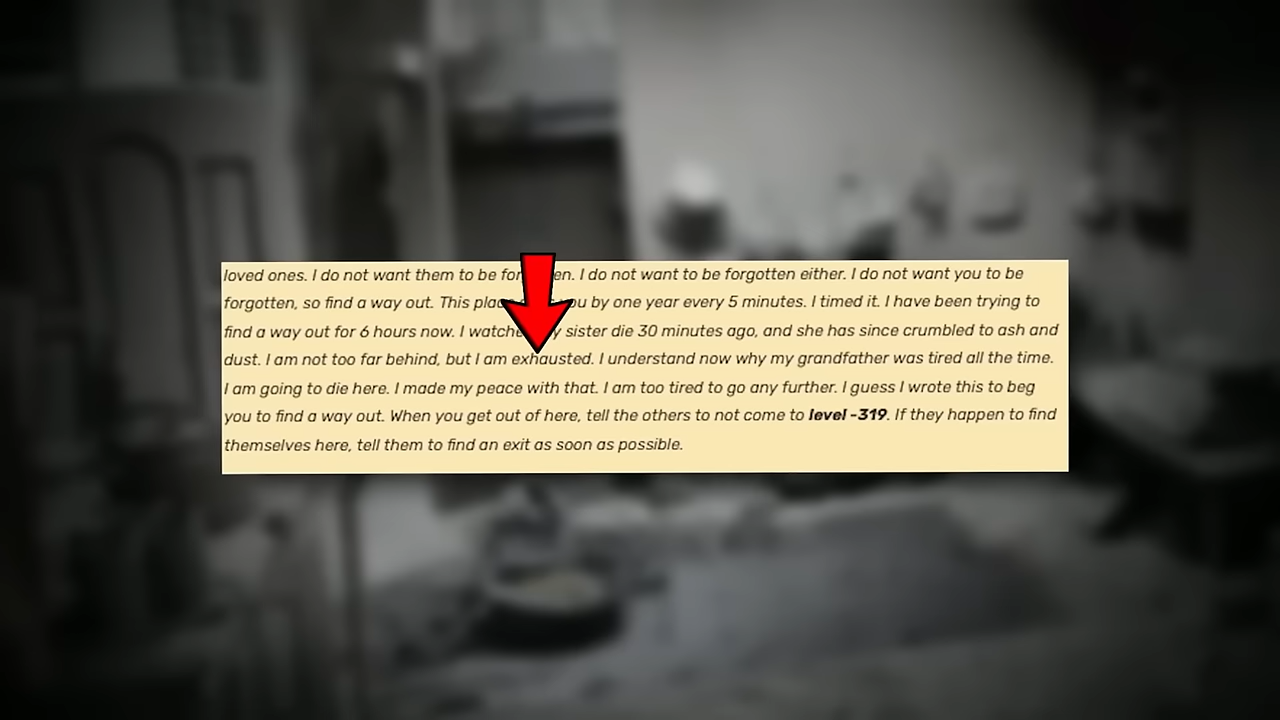 loved ones. I do not want them to be for en. I do not want to be forgotten either. I do not want you to be
forgotten, so find a way out. This plac you by one year every 5 minutes. I timed it. I have been trying to
find a way out for 6 hours now. I watche y sister die 30 minutes ago, and she has since crumbled to ash and
dust. I am not too far behind, but I am exhausted. I understand now why my grandfather was tired all the time.
I am going to die here. I made my peace with that. I am too tired to go any further. I guess I wrote this to beg
you to find a way out. When you get out of here, tell the others to not come to level -319. If they happen to find
themselves here, tell them to find an exit as soon as possible.